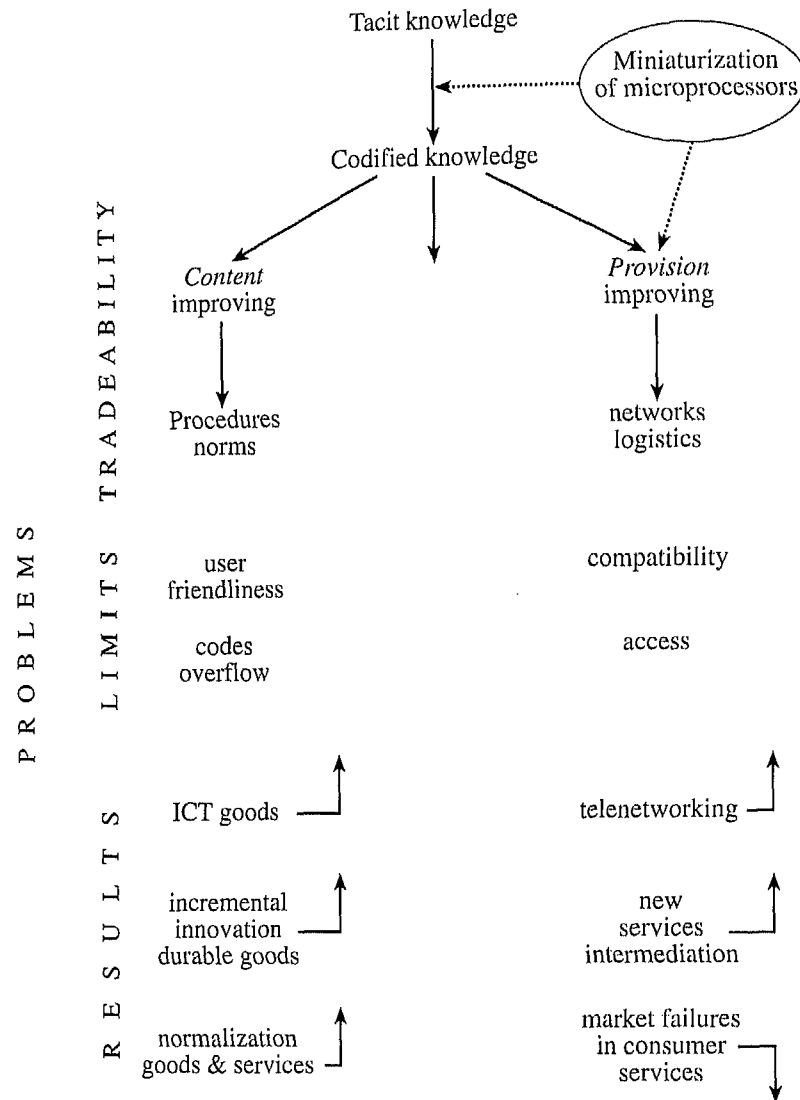 Tacit knowledge
Miniaturization
of microprocessors
Codified knowledge
TRADEABILITY
Content
improving
Provision
improving
Procedures
norms
networks
logistics
PROBLEMS
LIMITS
user
friendliness
compatibility
codes
overflow
access
RESULTS
ICT goods
telenetworking
incremental
innovation
durable goods
new
services
intermediation
normalization
goods & services
market failures
in consumer
services